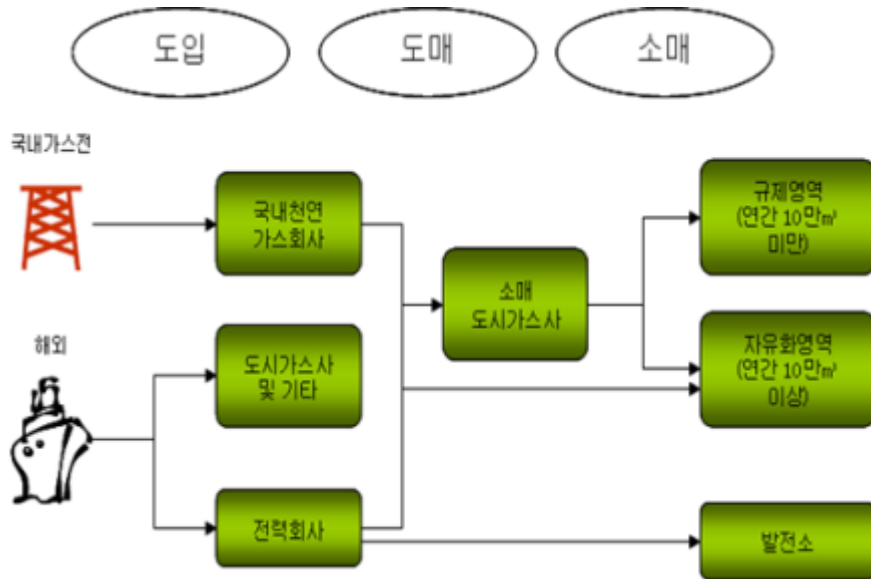 도입
도매
소매
국내가스전
국내천연
가스회사
규제영역
(연간 10만㎥
미만)
소매
도시가스사
해외
도시가스사
및 기타
자유화영역
(연간 10만㎥
이상)
전력회사
발전소